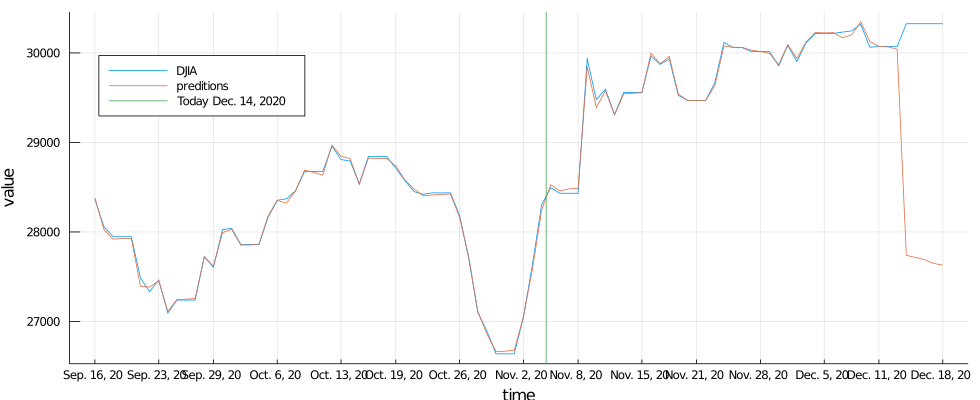 30000
29000
28000
27000
value
DJIA
preditions
Today Dec. 14, 2020
Sep. 16, 20 Sep. 23, 20 Sep. 29, 20 Oct. 6, 20 Oct. 13, 20 Oct. 19, 20 Oct. 26, 20 Nov. 2, 20 Nov. 8, 20 Nov. 15, 20 Nov. 21, 20 Nov. 28, 20 Dec. 5, 20 Dec. 11, 20 Dec. 18, 20
time